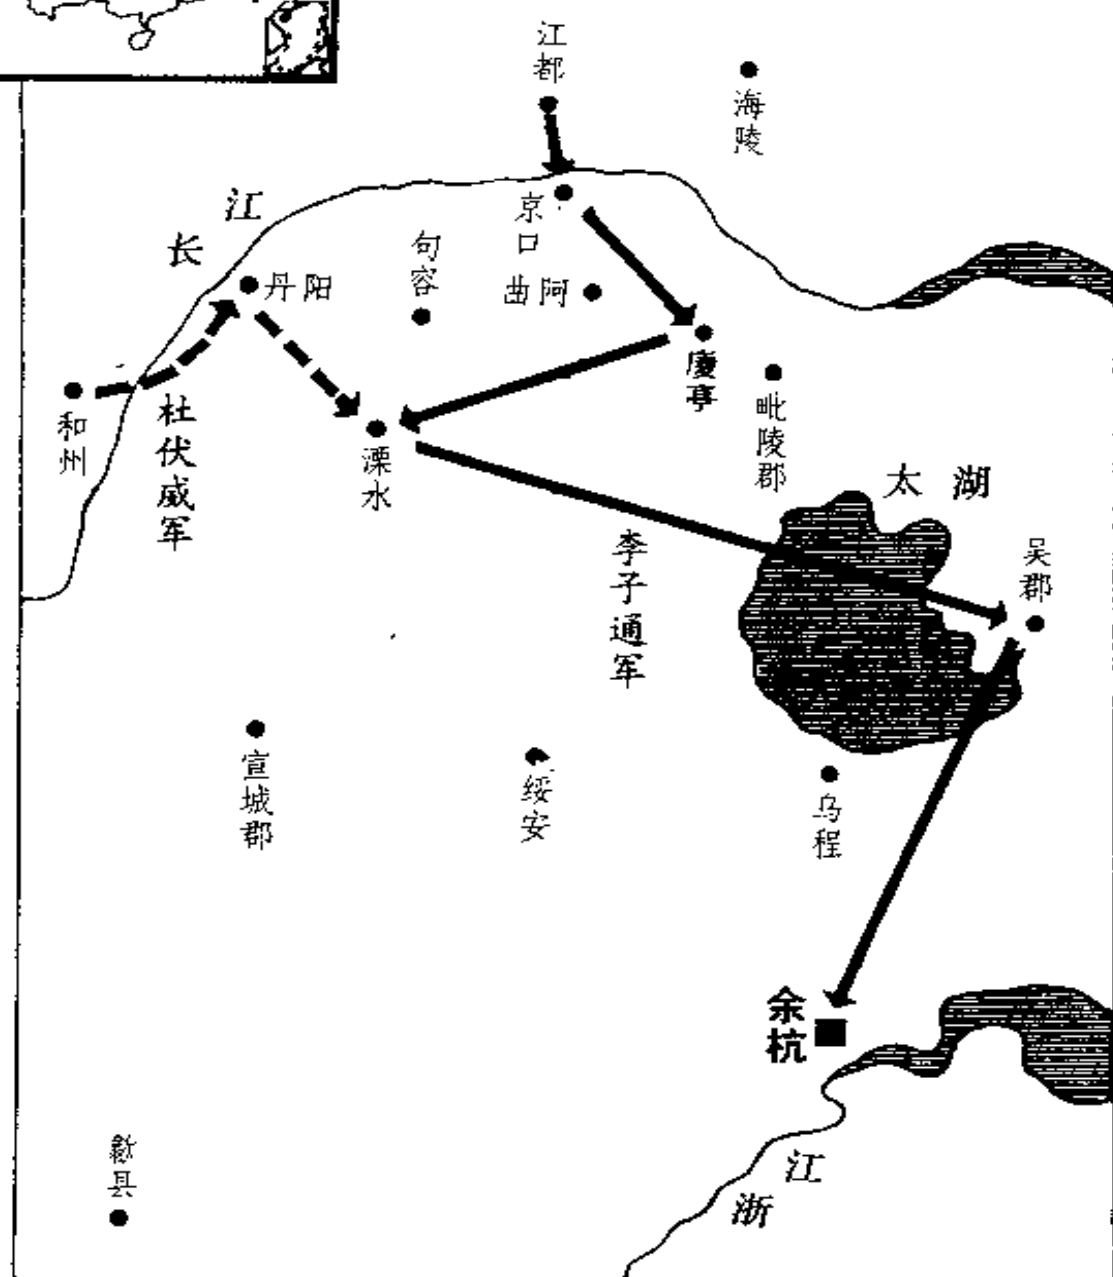 江都
海陵
长江
京口
句容
丹阳
曲阿
慶亭
和州
毗陵郡
杜伏威军
溧水
太湖
李子通军
吴郡
宣城郡
绥安
乌程
余杭
歙县
浙江